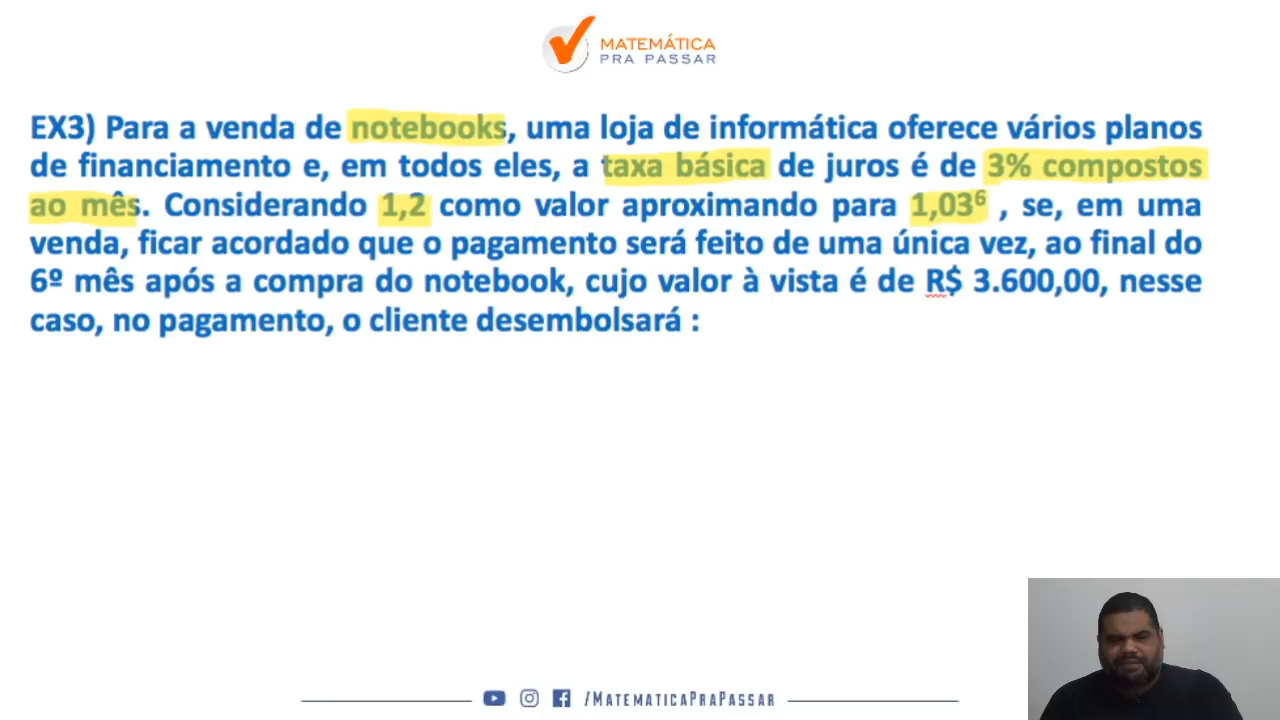 MATEMÁTICA
PRA PASSAR
EX3) Para a venda de notebooks, uma loja de informática oferece vários planos
de financiamento e, em todos eles, a taxa básica de juros é de 3% compostos
ao mês. Considerando 1,2 como valor aproximando para 1,03⁶ , se, em uma
venda, ficar acordado que o pagamento será feito de uma única vez, ao final do
6º mês após a compra do notebook, cujo valor à vista é de R$ 3.600,00, nesse
caso, no pagamento, o cliente desembolsará :
/MATEMATICAPRAPASSAR